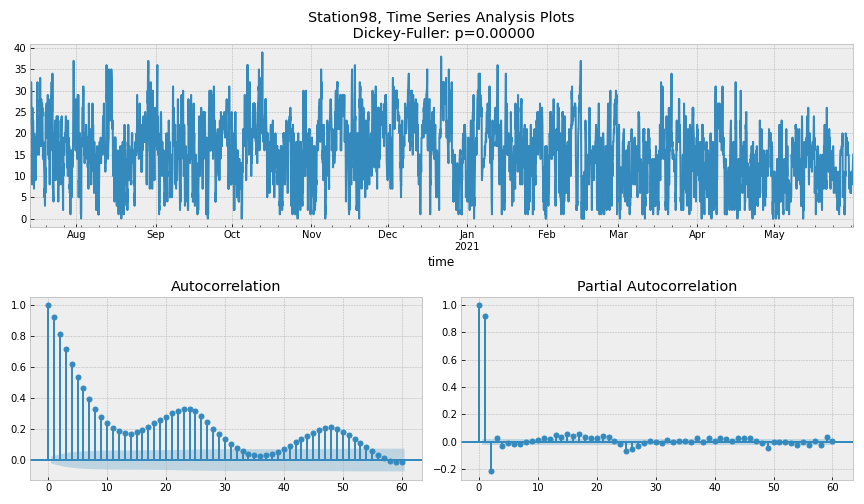 Station98, Time Series Analysis Plots
Dickey-Fuller: p=0.00000
40
35
30
25
20
15
10
5
0
Aug Sep Oct Nov Dec Jan Feb Mar Apr May
2021
time
Autocorrelation
1.0
0.8
0.6
0.4
0.2
0.0
0 10 20 30 40 50 60
Partial Autocorrelation
1.0
0.8
0.6
0.4
0.2
0.0
−0.2
0 10 20 30 40 50 60